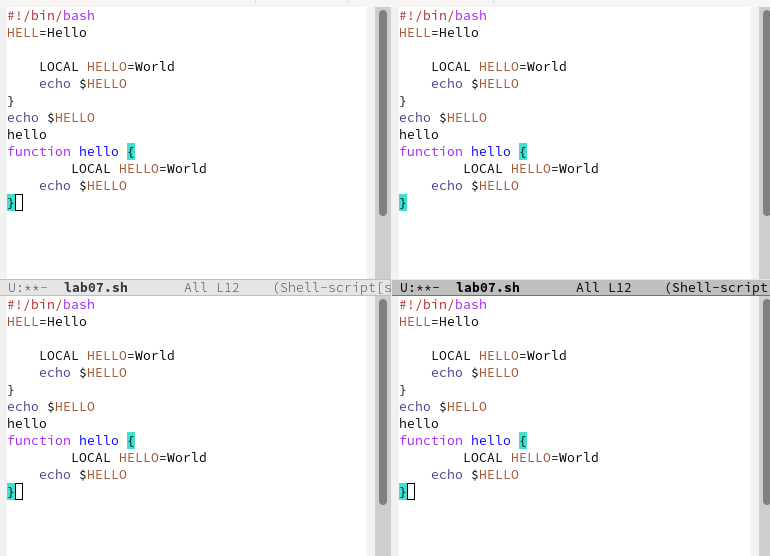 #!/bin/bash
HELL=Hello
    LOCAL HELLO=World
    echo $HELLO
}
echo $HELLO
hello
function hello {
        LOCAL HELLO=World
    echo $HELLO
}
U:**-  lab07.sh       All L12    (Shell-script[s
#!/bin/bash
HELL=Hello
    LOCAL HELLO=World
    echo $HELLO
}
echo $HELLO
hello
function hello {
        LOCAL HELLO=World
    echo $HELLO
}
U:**-  lab07.sh       All L12    (Shell-script
#!/bin/bash
HELL=Hello
    LOCAL HELLO=World
    echo $HELLO
}
echo $HELLO
hello
function hello {
        LOCAL HELLO=World
    echo $HELLO
}
#!/bin/bash
HELL=Hello
    LOCAL HELLO=World
    echo $HELLO
}
echo $HELLO
hello
function hello {
        LOCAL HELLO=World
    echo $HELLO
}